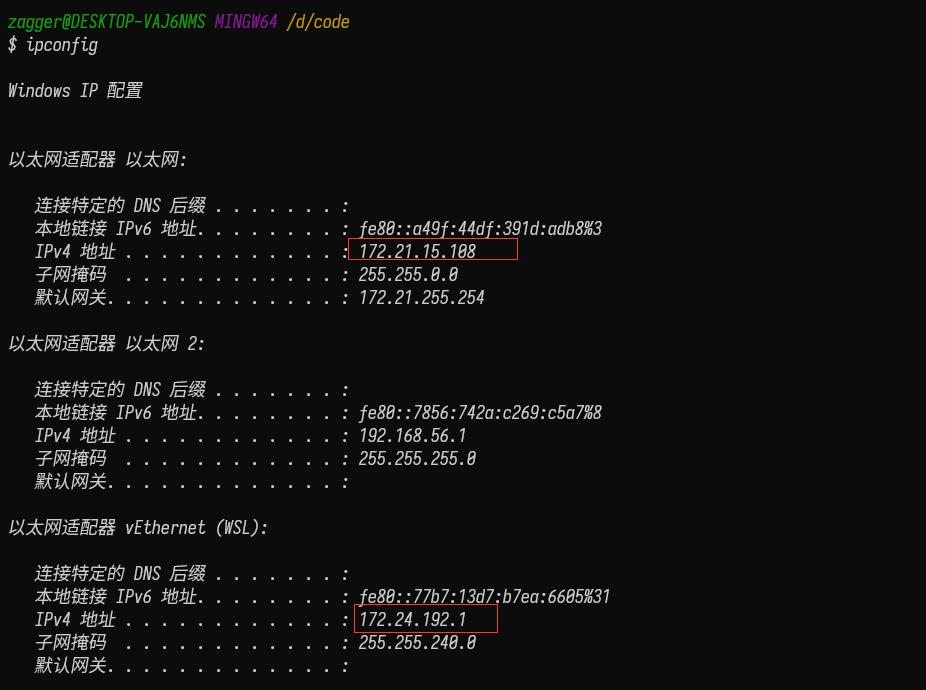 zagger@DESKTOP-VAJ6NMS MINGW64 /d/code
$ ipconfig
Windows IP 配置
以太网适配器 以太网:
连接特定的 DNS 后缀 . . . . . . . :
本地链接 IPv6 地址. . . . . . . . : fe80::a49f:44df:391d:adb8%3
IPv4 地址 . . . . . . . . . . . . : 172.21.15.108
子网掩码  . . . . . . . . . . . . : 255.255.0.0
默认网关. . . . . . . . . . . . . : 172.21.255.254
以太网适配器 以太网 2:
连接特定的 DNS 后缀 . . . . . . . :
本地链接 IPv6 地址. . . . . . . . : fe80::7856:742a:c269:c5a7%8
IPv4 地址 . . . . . . . . . . . . : 192.168.56.1
子网掩码  . . . . . . . . . . . . : 255.255.255.0
默认网关. . . . . . . . . . . . . :
以太网适配器 vEthernet (WSL):
连接特定的 DNS 后缀 . . . . . . . :
本地链接 IPv6 地址. . . . . . . . : fe80::77b7:13d7:b7ea:6605%31
IPv4 地址 . . . . . . . . . . . . : 172.24.192.1
子网掩码  . . . . . . . . . . . . : 255.255.240.0
默认网关. . . . . . . . . . . . . :